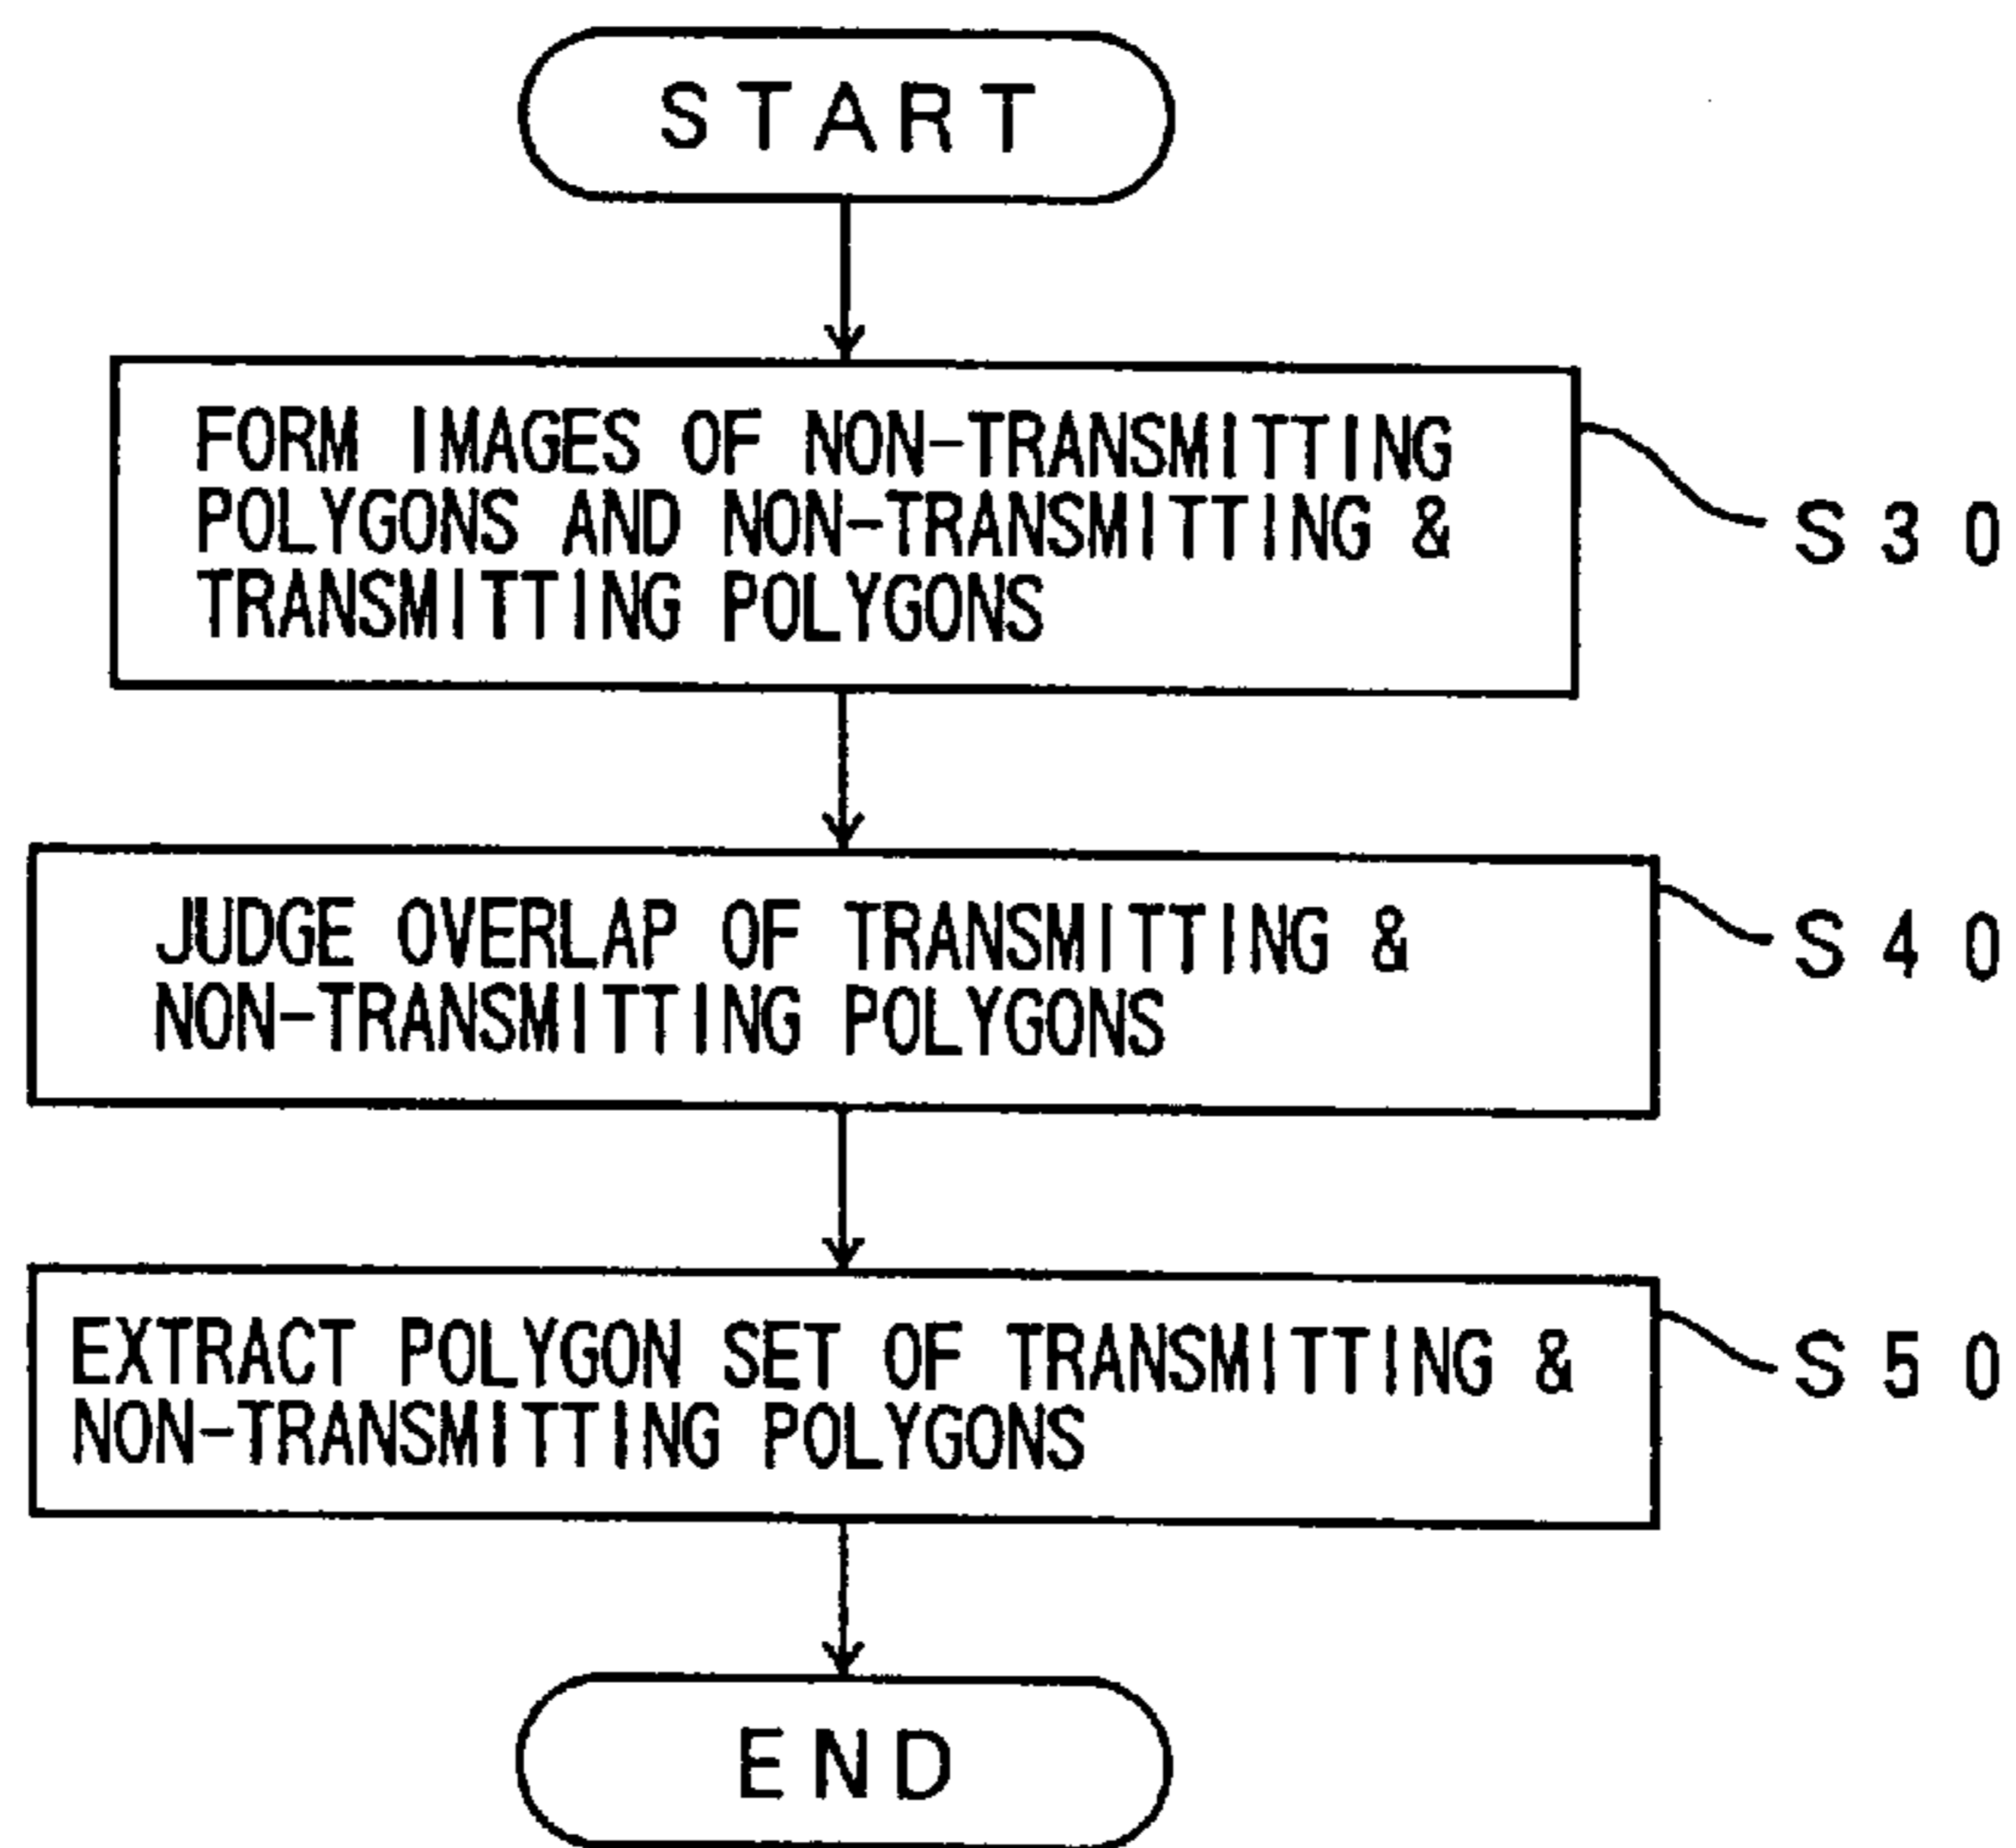 START
FORM IMAGES OF NON-TRANSMITTING
POLYGONS AND NON-TRANSMITTING &
TRANSMITTING POLYGONS
S30
JUDGE OVERLAP OF TRANSMITTING &
NON-TRANSMITTING POLYGONS
S40
EXTRACT POLYGON SET OF TRANSMITTING &
NON-TRANSMITTING POLYGONS
S50
END